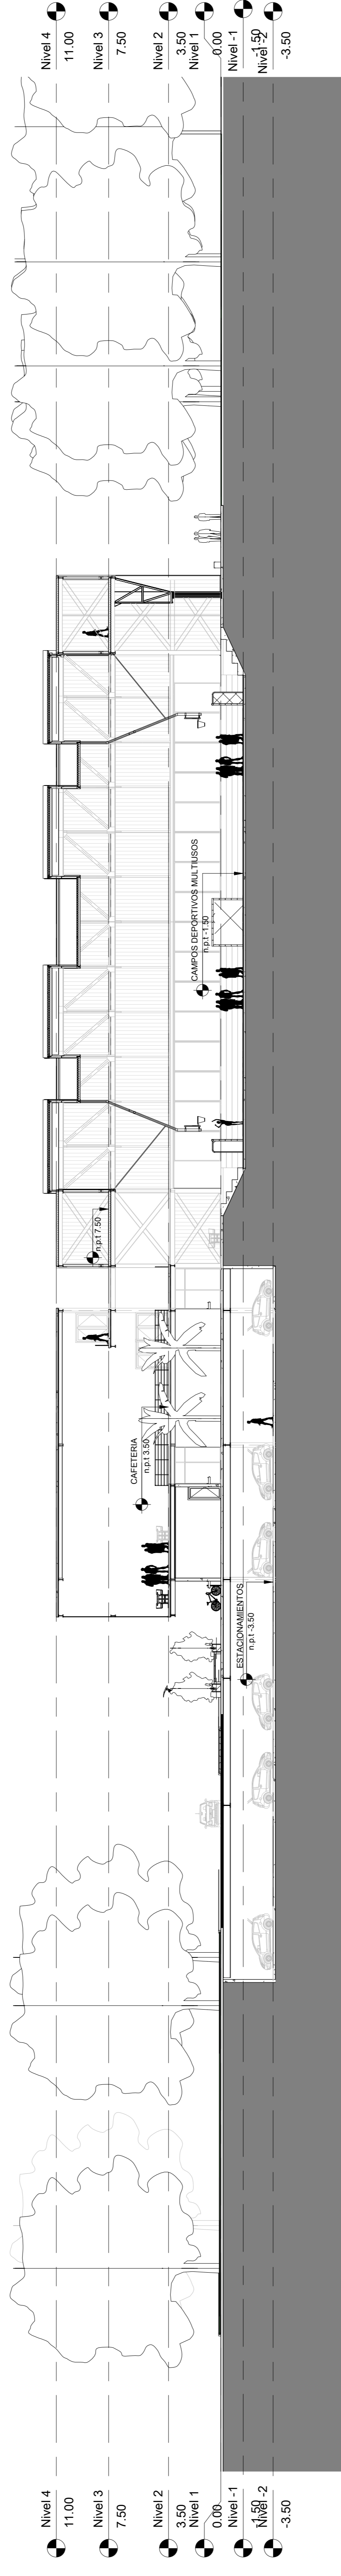 Nivel 4
11.00
Nivel 3
7.50
Nivel 2
3.50
Nivel 1
0.00
Nivel -1
-1.50
Nivel -2
-3.50
CAMPOS DEPORTIVOS MULTIUSOS
n.p.t -1.50
n.p.t 7.50
CAFETERIA
n.p.t 3.50
ESTACIONAMIENTOS
n.p.t -3.50
Nivel 4
11.00
Nivel 3
7.50
Nivel 2
3.50
Nivel 1
0.00
Nivel -1
-1.50
Nivel -2
-3.50